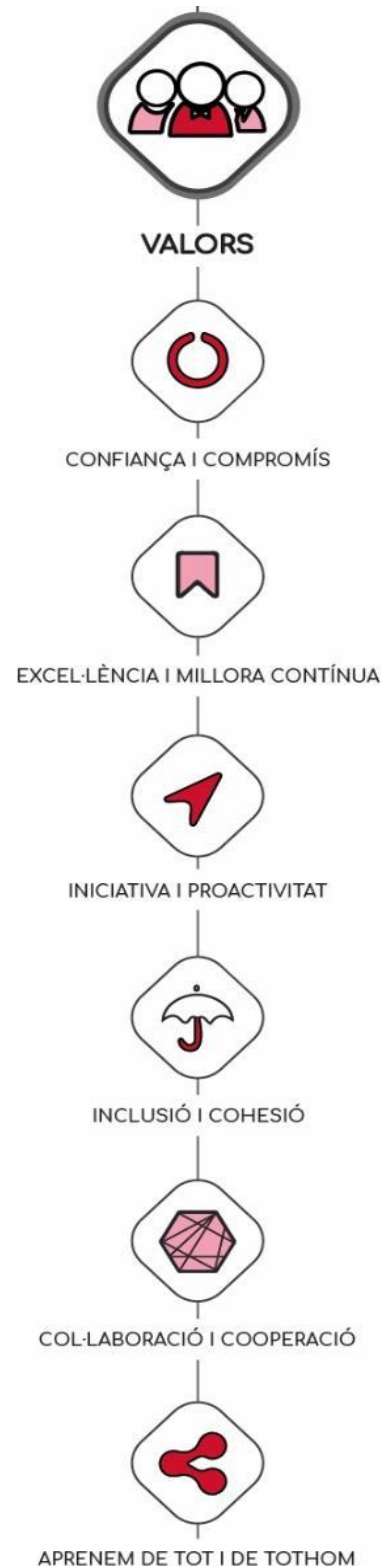 VALORS
CONFIANÇA I COMPROMÍS
EXCEL·LÈNCIA I MILLORA CONTÍNUA
INICIATIVA I PROACTIVITAT
INCLUSIÓ I COHESIÓ
COL·LABORACIÓ I COOPERACIÓ
APRENEM DE TOT I DE TOTHOM